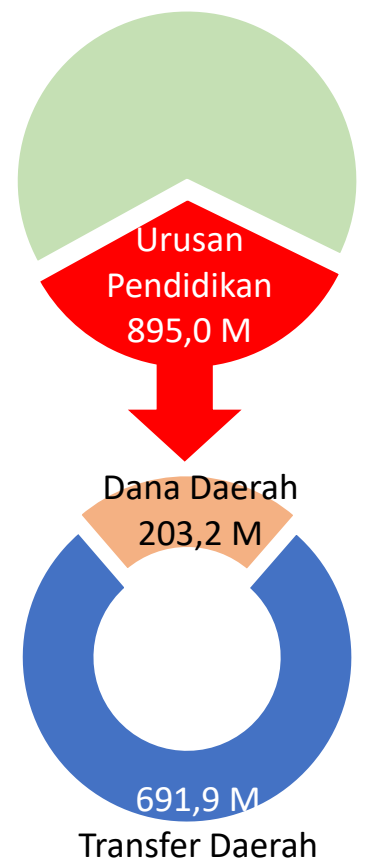 Urusan
Pendidikan
895,0 M
Dana Daerah
203,2 M
691,9 M
Transfer Daerah